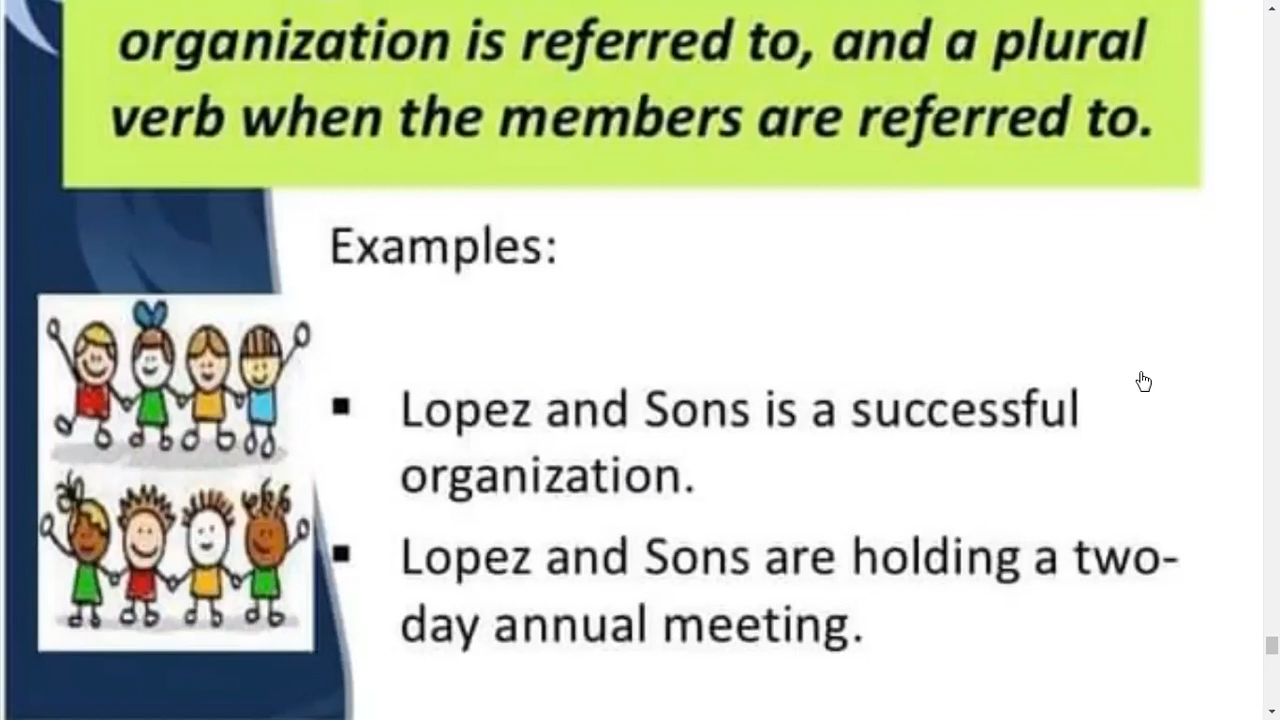 organization is referred to, and a plural
verb when the members are referred to.
Examples:
▪ Lopez and Sons is a successful
organization.
▪ Lopez and Sons are holding a two-
day annual meeting.